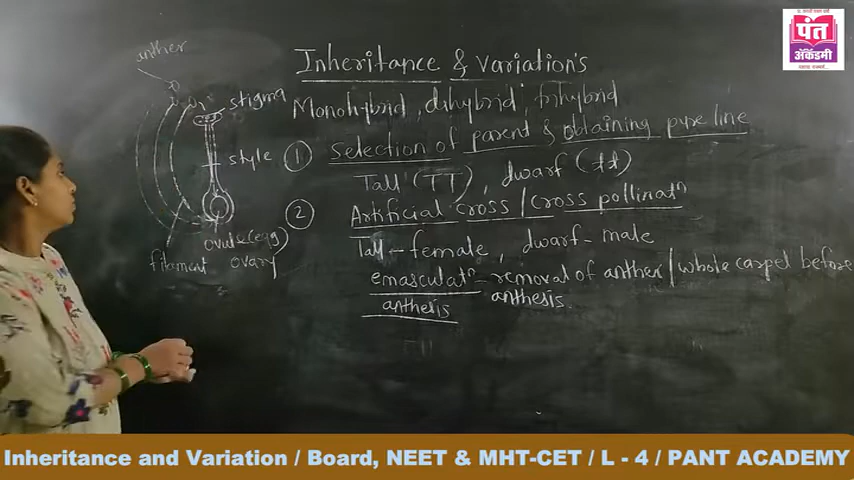 anther
Inheritance & Variation's
Monohybrid, dihybrid, trihybrid
stigma
① Selection of parent & obtaining pure line
style
Tall (TT), dwarf (tt)
② Artificial cross / Cross pollinatⁿ
ovule (egg)
ovary
filament
Tall - female, dwarf - male
emasculatⁿ - removal of anther / whole carpel before
anthesis anthesis.
पंत
अ‍ॅकॅडमी
Inheritance and Variation / Board, NEET & MHT-CET / L - 4 / PANT ACADEMY